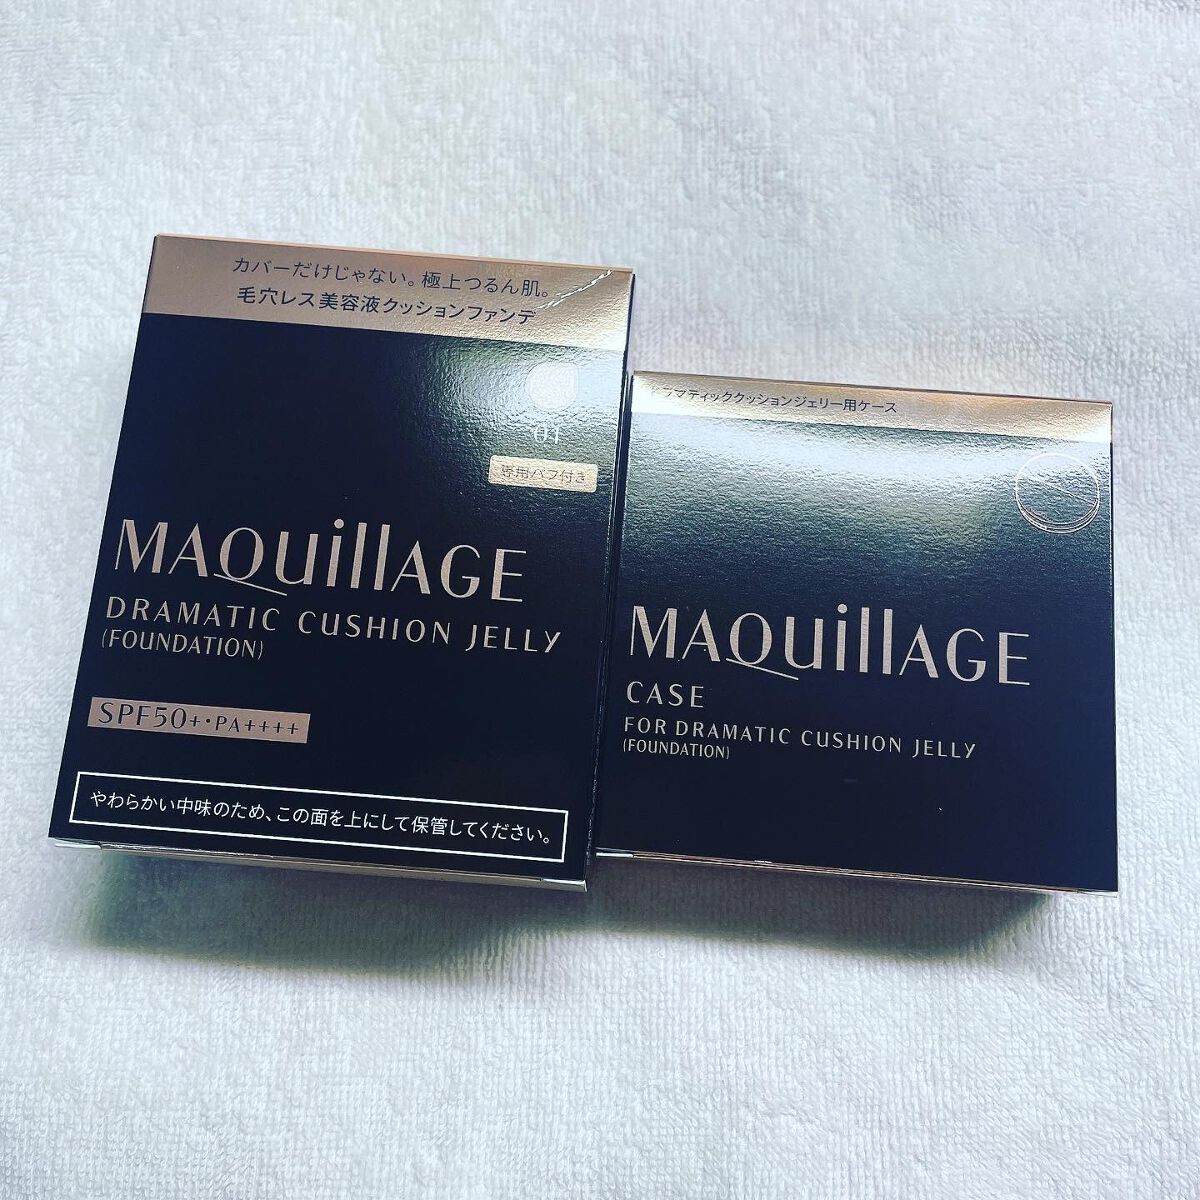 カバーだけじゃない。極上つるん肌。
毛穴レス美容液クッションファンデ
01
専用パフ付き
MAQuillAGE
DRAMATIC CUSHION JELLY
(FOUNDATION)
SPF50+・PA++++
やわらかい中味のため、この面を上にして保管してください。
ドラマティッククッションジェリー用ケース
MAQuillAGE
CASE
FOR DRAMATIC CUSHION JELLY
(FOUNDATION)